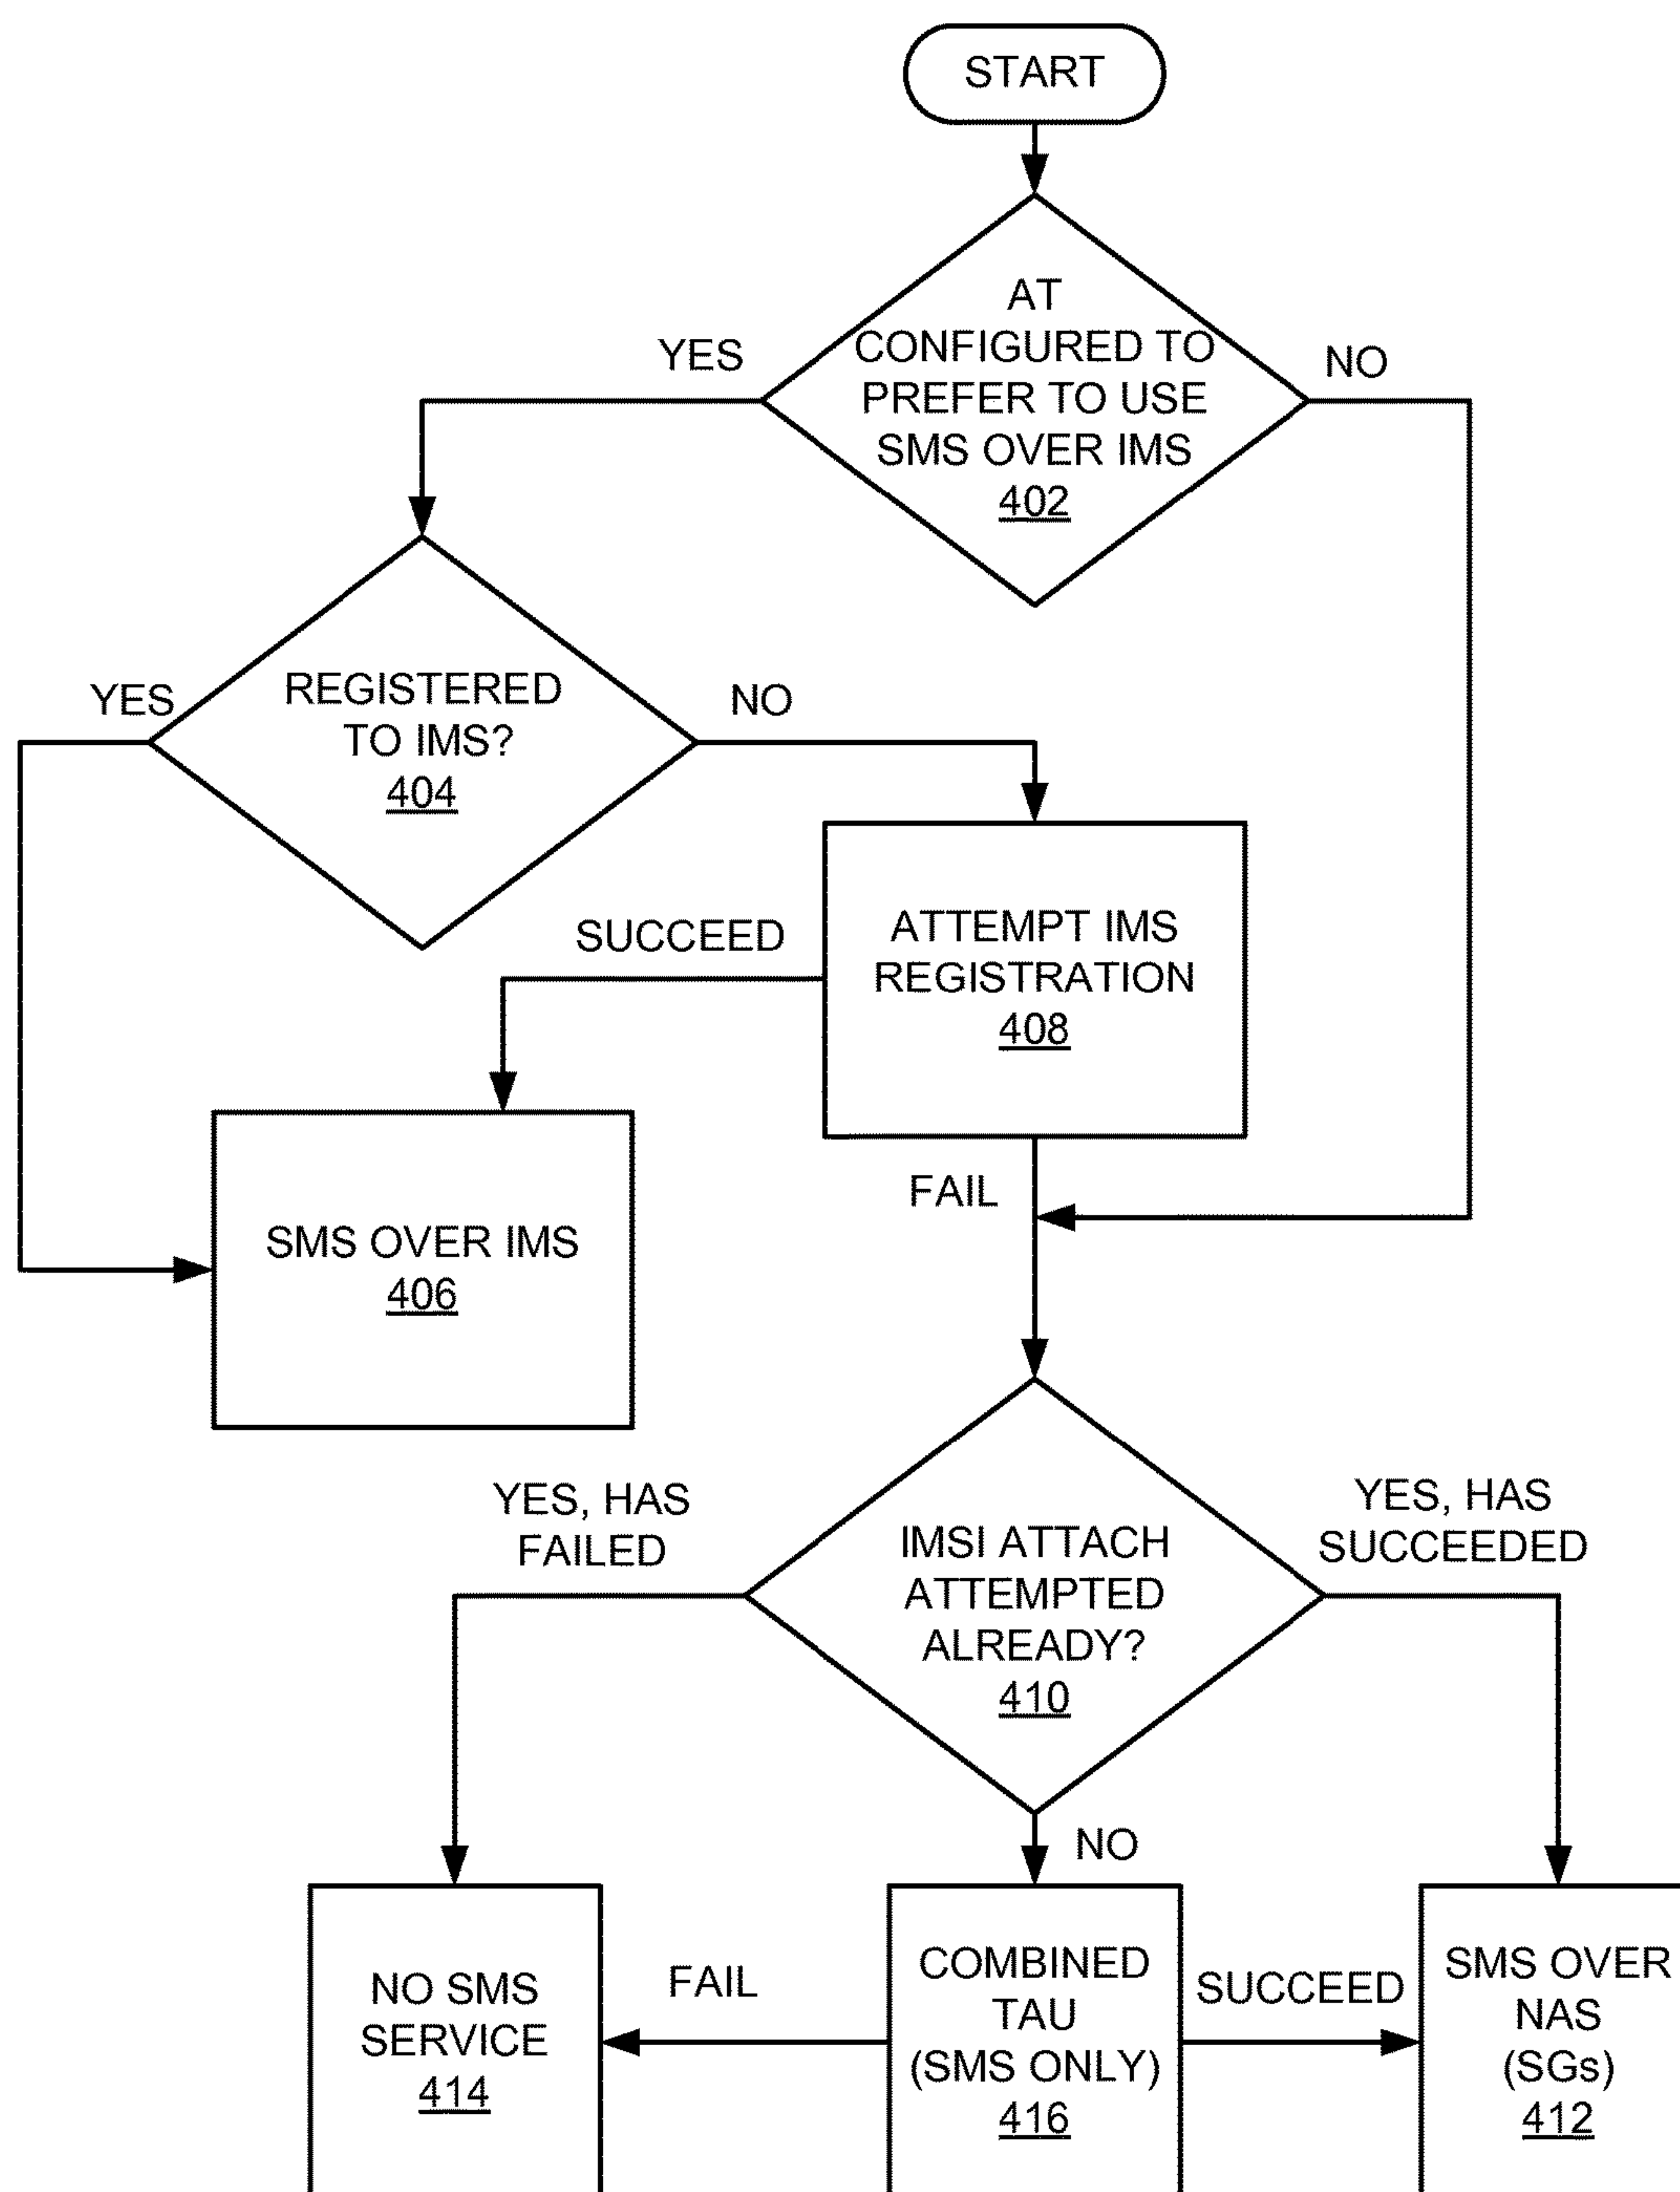 START
AT
CONFIGURED TO
PREFER TO USE
SMS OVER IMS
402
YES
NO
REGISTERED
TO IMS?
404
YES
NO
ATTEMPT IMS
REGISTRATION
408
SUCCEED
FAIL
SMS OVER IMS
406
IMSI ATTACH
ATTEMPTED
ALREADY?
410
YES, HAS
FAILED
YES, HAS
SUCCEEDED
NO
NO SMS
SERVICE
414
FAIL
COMBINED
TAU
(SMS ONLY)
416
SUCCEED
SMS OVER
NAS
(SGs)
412